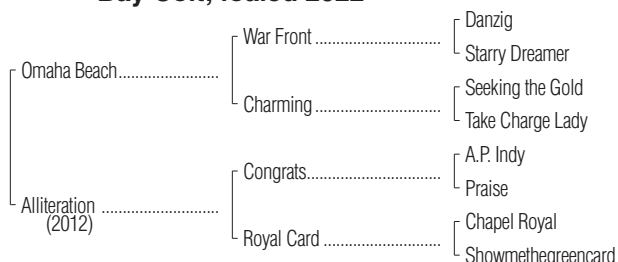 Bay Colt; foaled 2022
Danzig
War Front ........................................
Starry Dreamer
Omaha Beach................................
Seeking the Gold
Charming ........................................
Take Charge Lady
A.P. Indy
Congrats..........................................
Praise
Alliteration .....................................
(2012)
Chapel Royal
Royal Card ......................................
Showmethegreencard